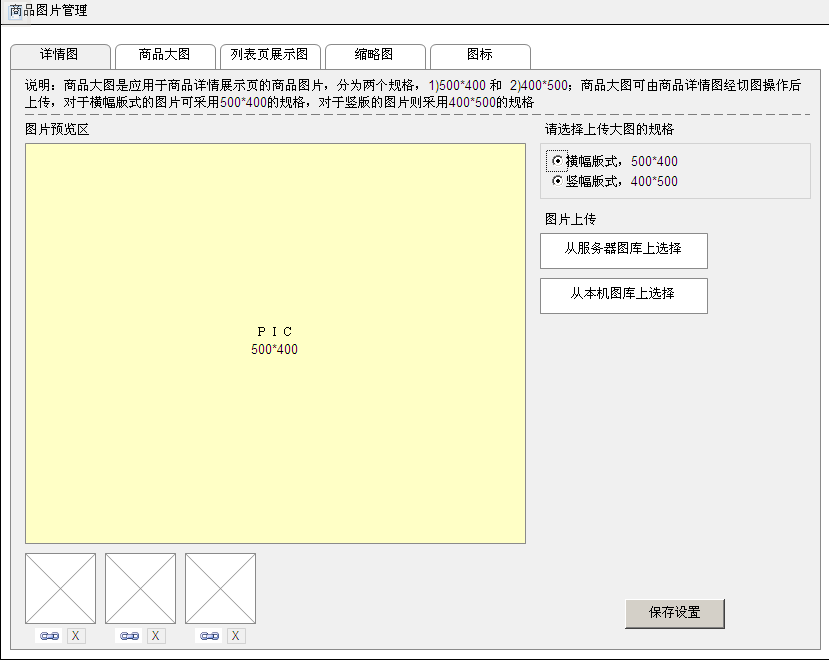 商品图片管理
详情图 商品大图 列表页展示图 缩略图 图标
说明：商品大图是应用于商品详情展示页的商品图片，分为两个规格，1)500*400 和 2)400*500；商品大图可由商品详情图经切图操作后
上传，对于横幅版式的图片可采用500*400的规格，对于竖版的图片则采用400*500的规格
图片预览区
请选择上传大图的规格
横幅版式，500*400
竖幅版式，400*500
图片上传
从服务器图库上选择
从本机图库上选择
ＰＩＣ
500*400
X X X
保存设置